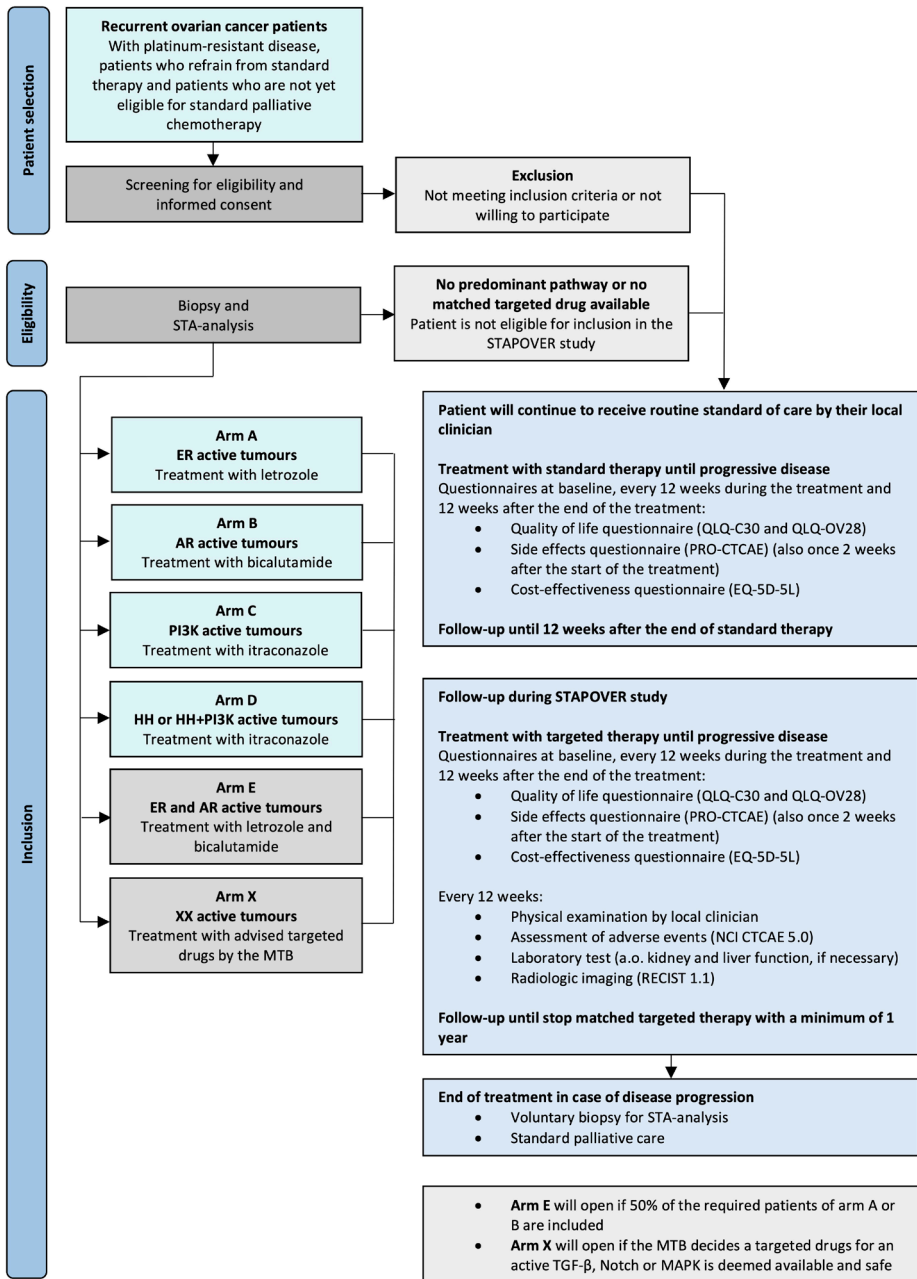 Patient selection
Recurrent ovarian cancer patients
With platinum-resistant disease,
patients who refrain from standard
therapy and patients who are not yet
eligible for standard palliative
chemotherapy
Screening for eligibility and
informed consent
Exclusion
Not meeting inclusion criteria or not
willing to participate
Eligibility
Biopsy and
STA-analysis
No predominant pathway or no
matched targeted drug available
Patient is not eligible for inclusion in the
STAPOVER study
Inclusion
Arm A
ER active tumours
Treatment with letrozole
Arm B
AR active tumours
Treatment with bicalutamide
Arm C
PI3K active tumours
Treatment with itraconazole
Arm D
HH or HH+PI3K active tumours
Treatment with itraconazole
Arm E
ER and AR active tumours
Treatment with letrozole and
bicalutamide
Arm X
XX active tumours
Treatment with advised targeted
drugs by the MTB
Patient will continue to receive routine standard of care by their local
clinician
Treatment with standard therapy until progressive disease
Questionnaires at baseline, every 12 weeks during the treatment and
12 weeks after the end of the treatment:
• Quality of life questionnaire (QLQ-C30 and QLQ-OV28)
• Side effects questionnaire (PRO-CTCAE) (also once 2 weeks
after the start of the treatment)
• Cost-effectiveness questionnaire (EQ-5D-5L)
Follow-up until 12 weeks after the end of standard therapy
Follow-up during STAPOVER study
Treatment with targeted therapy until progressive disease
Questionnaires at baseline, every 12 weeks during the treatment and
12 weeks after the end of the treatment:
• Quality of life questionnaire (QLQ-C30 and QLQ-OV28)
• Side effects questionnaire (PRO-CTCAE) (also once 2 weeks
after the start of the treatment)
• Cost-effectiveness questionnaire (EQ-5D-5L)
Every 12 weeks:
• Physical examination by local clinician
• Assessment of adverse events (NCI CTCAE 5.0)
• Laboratory test (a.o. kidney and liver function, if necessary)
• Radiologic imaging (RECIST 1.1)
Follow-up until stop matched targeted therapy with a minimum of 1
year
End of treatment in case of disease progression
• Voluntary biopsy for STA-analysis
• Standard palliative care
• Arm E will open if 50% of the required patients of arm A or
B are included
• Arm X will open if the MTB decides a targeted drugs for an
active TGF-β, Notch or MAPK is deemed available and safe